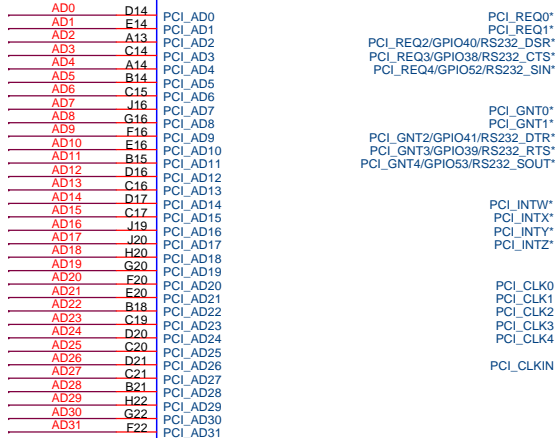 AD0 D14 PCI_AD0 PCI_REQ0*
AD1 E14 PCI_AD1 PCI_REQ1*
AD2 A13 PCI_AD2 PCI_REQ2/GPIO40/RS232_DSR*
AD3 C14 PCI_AD3 PCI_REQ3/GPIO38/RS232_CTS*
AD4 A14 PCI_AD4 PCI_REQ4/GPIO52/RS232_SIN*
AD5 B14 PCI_AD5
AD6 C15 PCI_AD6
AD7 J16 PCI_AD7 PCI_GNT0*
AD8 G16 PCI_AD8 PCI_GNT1*
AD9 F16 PCI_AD9 PCI_GNT2/GPIO41/RS232_DTR*
AD10 E16 PCI_AD10 PCI_GNT3/GPIO39/RS232_RTS*
AD11 B15 PCI_AD11 PCI_GNT4/GPIO53/RS232_SOUT*
AD12 D16 PCI_AD12
AD13 C16 PCI_AD13
AD14 D17 PCI_AD14 PCI_INTW*
AD15 C17 PCI_AD15 PCI_INTX*
AD16 J19 PCI_AD16 PCI_INTY*
AD17 J20 PCI_AD17 PCI_INTZ*
AD18 H20 PCI_AD18
AD19 G20 PCI_AD19
AD20 F20 PCI_AD20 PCI_CLK0
AD21 E20 PCI_AD21 PCI_CLK1
AD22 B18 PCI_AD22 PCI_CLK2
AD23 C19 PCI_AD23 PCI_CLK3
AD24 D20 PCI_AD24 PCI_CLK4
AD25 C20 PCI_AD25
AD26 D21 PCI_AD26 PCI_CLKIN
AD27 C21 PCI_AD27
AD28 B21 PCI_AD28
AD29 H22 PCI_AD29
AD30 G22 PCI_AD30
AD31 F22 PCI_AD31